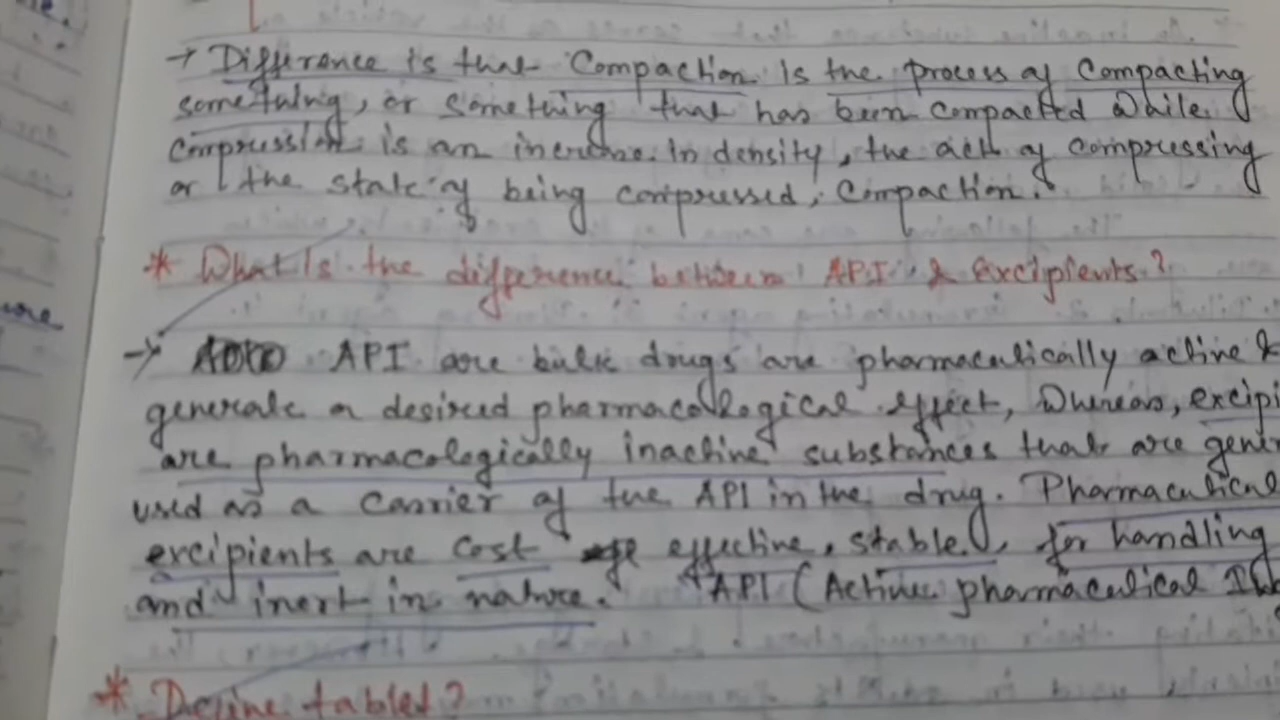 → Difference is that Compaction Is the process of Compacting
something, or Something that has been Compacted While
Compression is an increase In density, the act of compressing
or the state of being compressed, Compaction.
* What Is the difference between API & Excipients?
→ API are bulk drugs are pharmaceutically active &
generate a desired pharmacological effect, Whereas, excipi
are pharmacologically inactive substances that are gener
used as a Carrier of the API in the drug. Pharmaceutical
excipients are Cost effective, stable, for handling
and inert in nature. *API (Active pharmaceutical
* Define tablet?